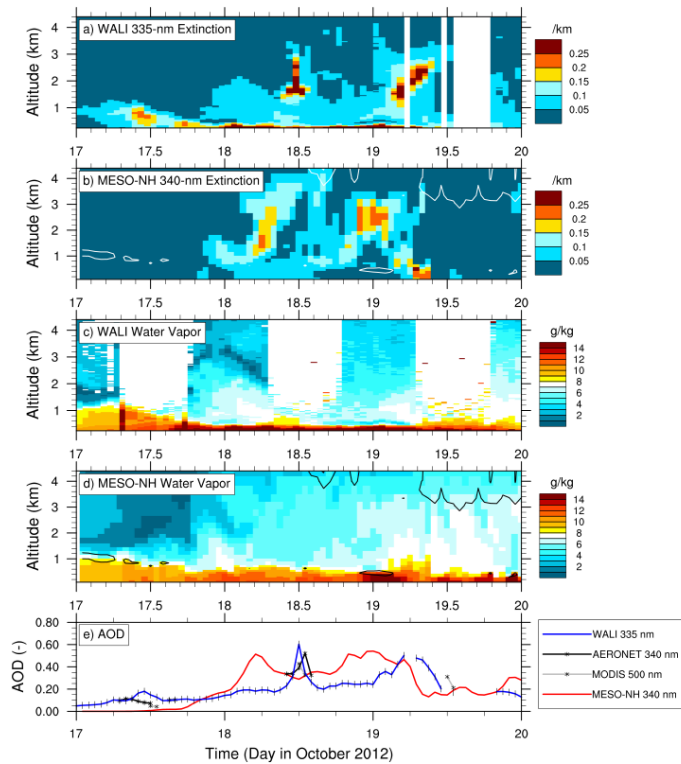 a) WALI 335-nm Extinction
Altitude (km)
4
3
2
1
/km
0.25
0.2
0.15
0.1
0.05
17 17.5 18 18.5 19 19.5 20
b) MESO-NH 340-nm Extinction
Altitude (km)
4
3
2
1
/km
0.25
0.2
0.15
0.1
0.05
17 17.5 18 18.5 19 19.5 20
c) WALI Water Vapor
Altitude (km)
4
3
2
1
g/kg
14
12
10
8
6
4
2
17 17.5 18 18.5 19 19.5 20
d) MESO-NH Water Vapor
Altitude (km)
4
3
2
1
g/kg
14
12
10
8
6
4
2
17 17.5 18 18.5 19 19.5 20
e) AOD
AOD (-)
0.80
0.60
0.40
0.20
0.00
WALI 335 nm
AERONET 340 nm
MODIS 500 nm
MESO-NH 340 nm
17 17.5 18 18.5 19 19.5 20
Time (Day in October 2012)